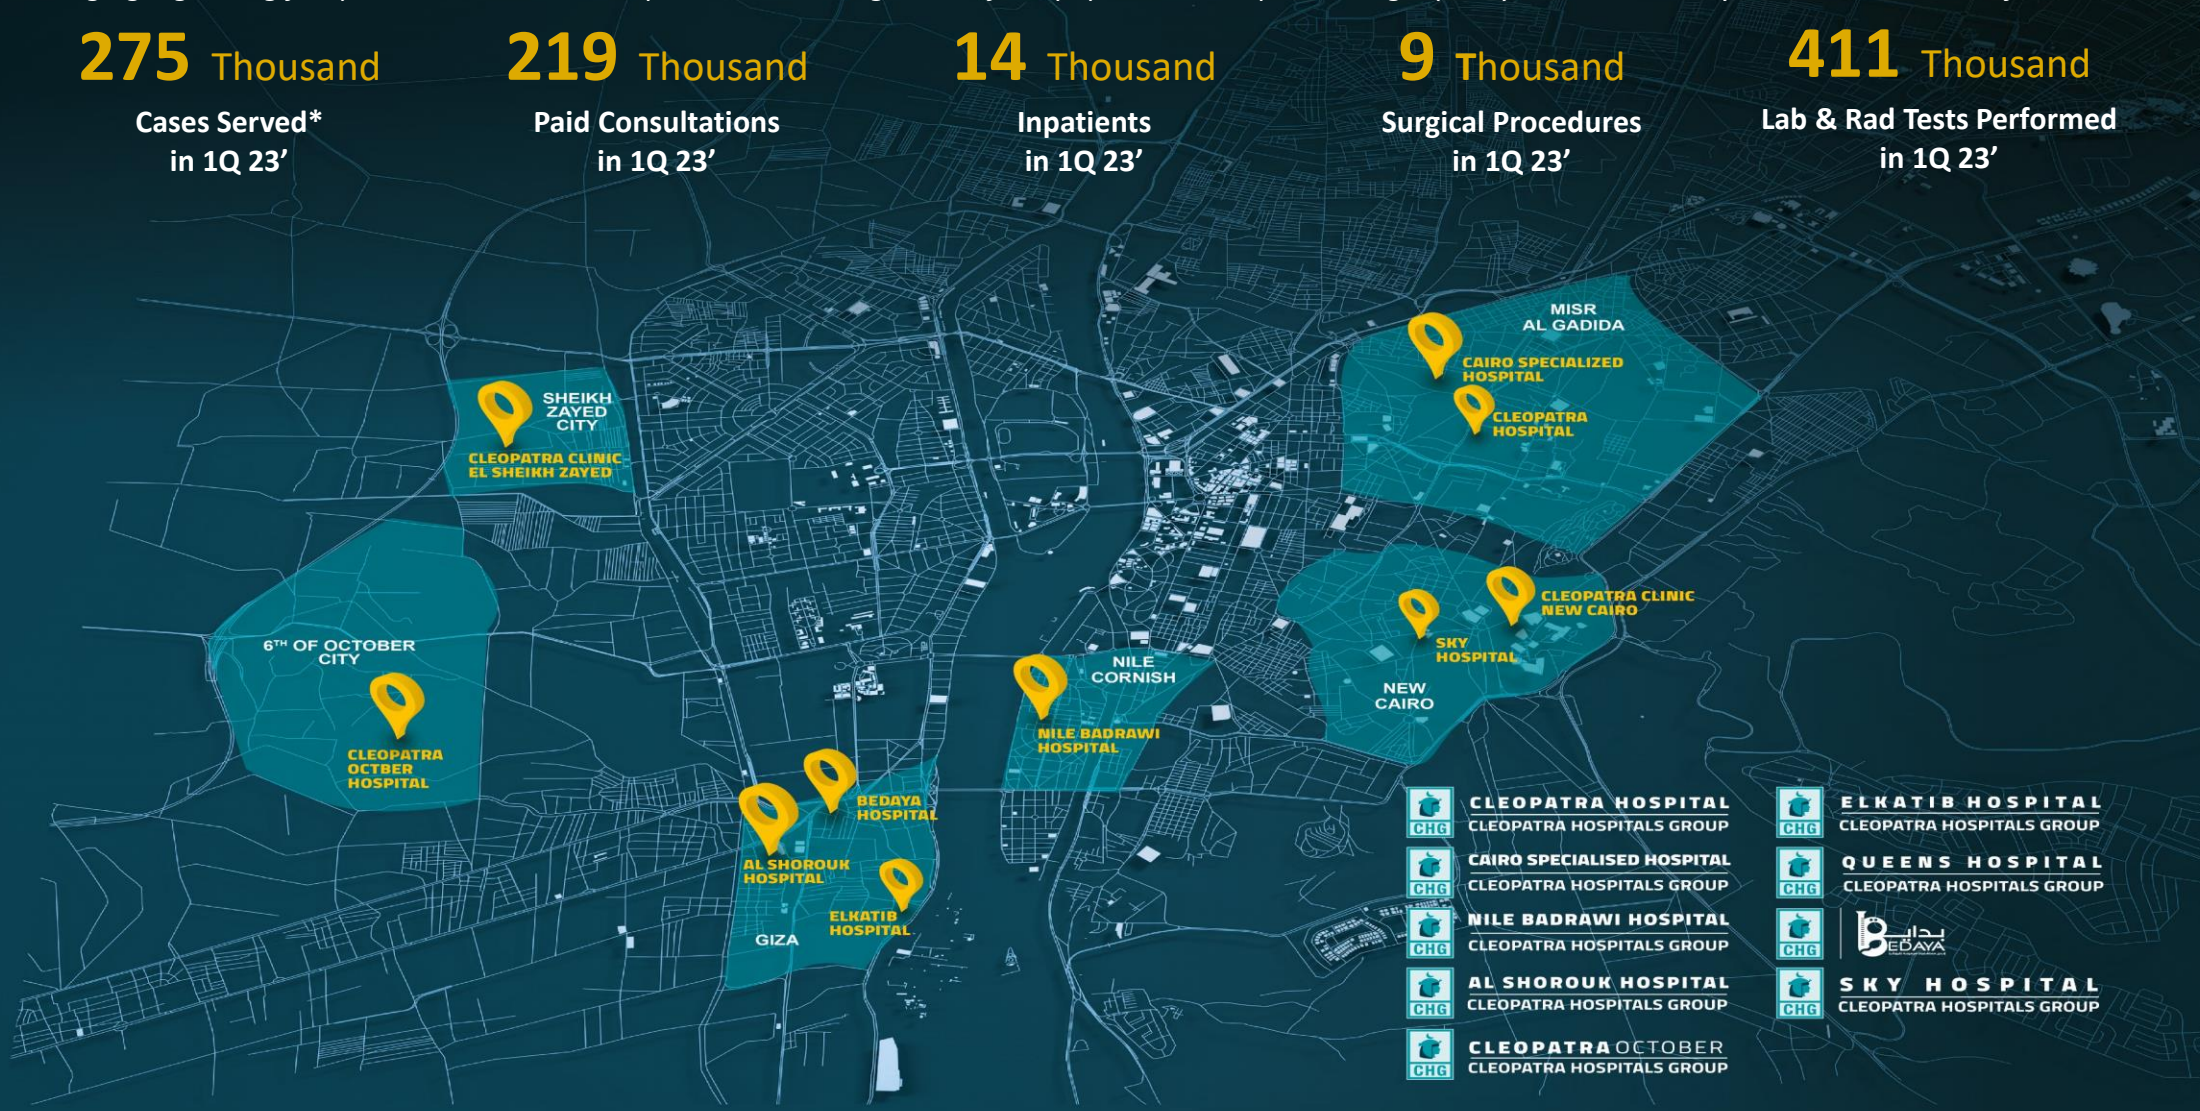 275 Thousand
Cases Served*
in 1Q 23’
219 Thousand
Paid Consultations
in 1Q 23’
14 Thousand
Inpatients
in 1Q 23’
9 Thousand
Surgical Procedures
in 1Q 23’
411 Thousand
Lab & Rad Tests Performed
in 1Q 23’
MISR
AL GADIDA
CAIRO SPECIALIZED
HOSPITAL
CLEOPATRA
HOSPITAL
SHEIKH
ZAYED
CITY
CLEOPATRA CLINIC
EL SHEIKH ZAYED
CLEOPATRA CLINIC
NEW CAIRO
SKY
HOSPITAL
NEW
CAIRO
6TH OF OCTOBER
CITY
CLEOPATRA
OCTBER
HOSPITAL
NILE
CORNISH
NILE BADRAWI
HOSPITAL
BEDAYA
HOSPITAL
AL SHOROUK
HOSPITAL
ELKATIB
HOSPITAL
GIZA
CHG
CLEOPATRA HOSPITAL
CLEOPATRA HOSPITALS GROUP
CHG
CAIRO SPECIALISED HOSPITAL
CLEOPATRA HOSPITALS GROUP
CHG
NILE BADRAWI HOSPITAL
CLEOPATRA HOSPITALS GROUP
CHG
AL SHOROUK HOSPITAL
CLEOPATRA HOSPITALS GROUP
CHG
CLEOPATRA OCTOBER
CLEOPATRA HOSPITALS GROUP
CHG
ELKATIB HOSPITAL
CLEOPATRA HOSPITALS GROUP
CHG
QUEENS HOSPITAL
CLEOPATRA HOSPITALS GROUP
CHG
بداية
BEDAYA
CHG
SKY HOSPITAL
CLEOPATRA HOSPITALS GROUP